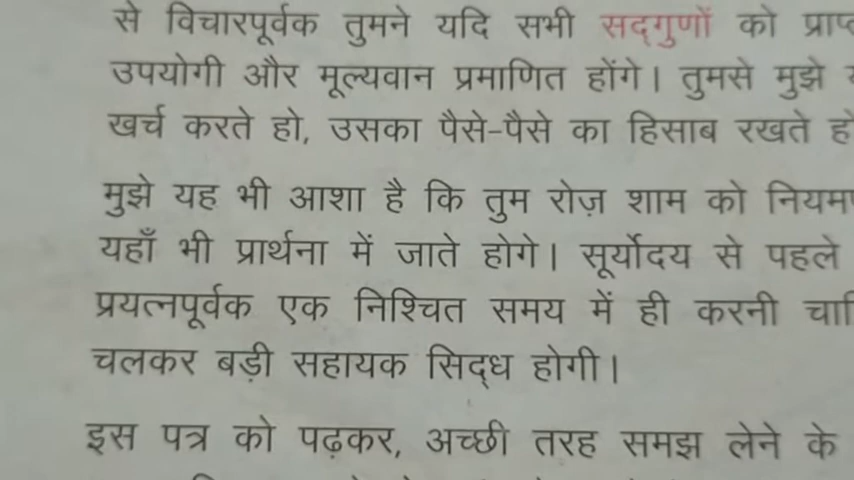 से विचारपूर्वक तुमने यदि सभी सद्गुणों को
उपयोगी और मूल्यवान प्रमाणित होंगे। तुमसे मुझे
खर्च करते हो, उसका पैसे-पैसे का हिसाब रखते
मुझे यह भी आशा है कि तुम रोज़ शाम को
यहाँ भी प्रार्थना में जाते होगे। सूर्योदय से पहले
प्रयत्नपूर्वक एक निश्चित समय में ही करनी
चलकर बड़ी सहायक सिद्ध होगी।
इस पत्र को पढ़कर, अच्छी तरह समझ लेने के